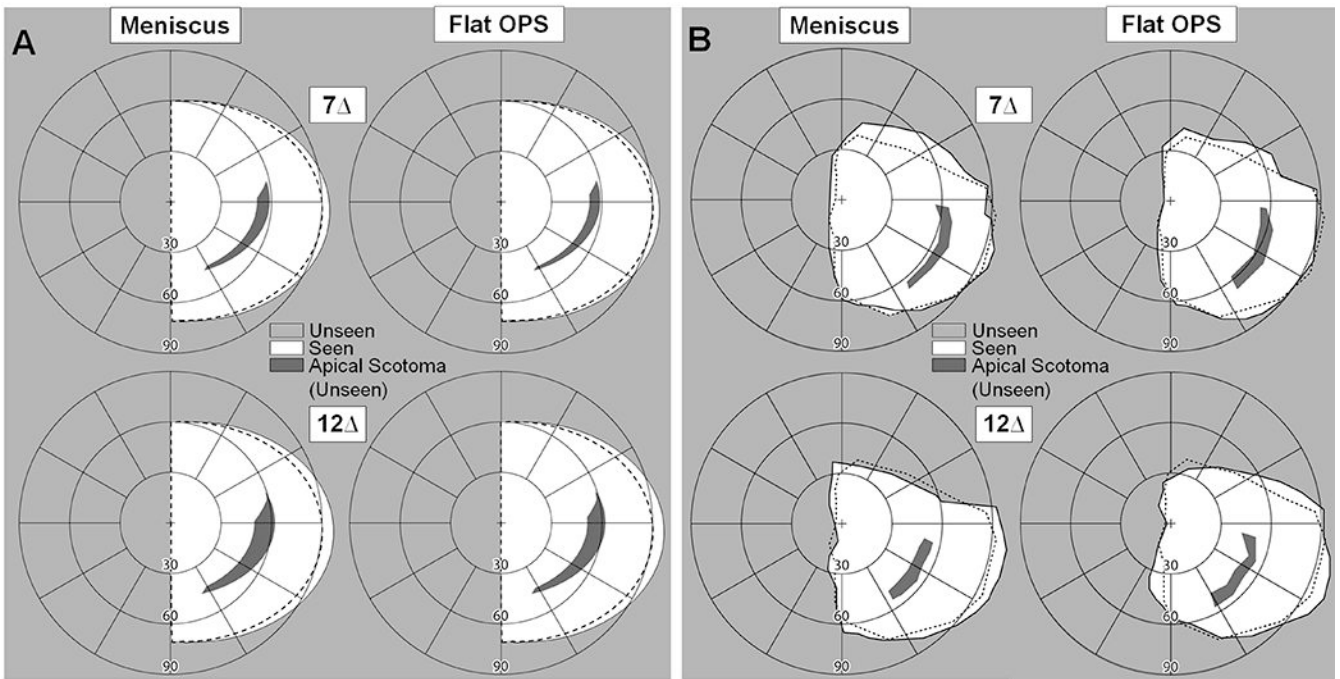 A
Meniscus
Flat OPS
7Δ
30
60
90
30
60
90
Unseen
Seen
Apical Scotoma
(Unseen)
12Δ
30
60
90
30
60
90
B
Meniscus
Flat OPS
7Δ
30
60
90
30
60
90
Unseen
Seen
Apical Scotoma
(Unseen)
12Δ
30
60
90
30
60
90